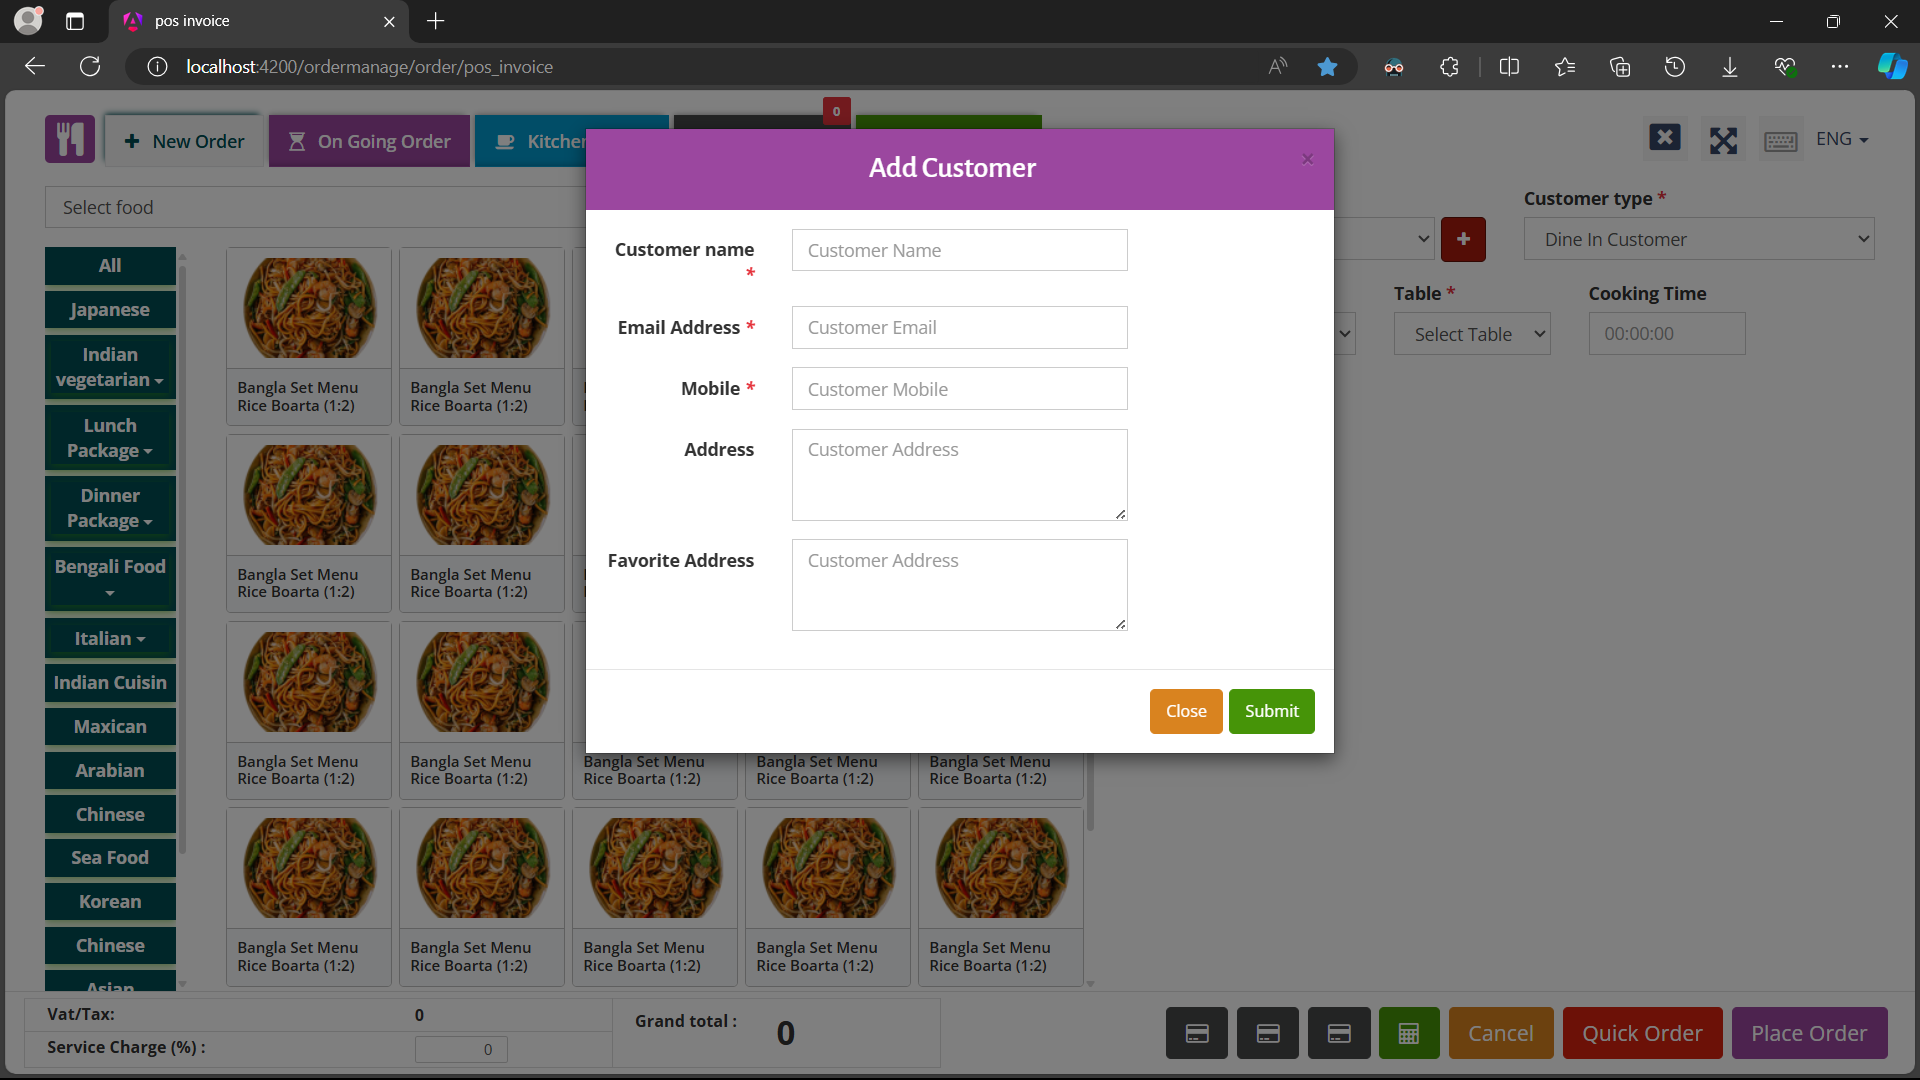 pos invoice
localhost:4200/ordermanage/order/pos_invoice
0
New Order
On Going Order
ENG
Add Customer
×
Select food
Customer type *
Dine In Customer
Table *
Cooking Time
Select Table
00:00:00
Customer name
*
Customer Name
Email Address *
Customer Email
Mobile *
Customer Mobile
Address
Customer Address
Favorite Address
Customer Address
Close
Submit
All
Japanese
Indian
vegetarian
Lunch
Package
Dinner
Package
Bengali Food
Italian
Indian Cuisin
Maxican
Arabian
Chinese
Sea Food
Korean
Chinese
Asian
Bangla Set Menu
Rice Boarta (1:2)
Bangla Set Menu
Rice Boarta (1:2)
Bangla Set Menu
Rice Boarta (1:2)
Bangla Set Menu
Rice Boarta (1:2)
Bangla Set Menu
Rice Boarta (1:2)
Bangla Set Menu
Rice Boarta (1:2)
Bangla Set Menu
Rice Boarta (1:2)
Bangla Set Menu
Rice Boarta (1:2)
Bangla Set Menu
Rice Boarta (1:2)
Bangla Set Menu
Rice Boarta (1:2)
Bangla Set Menu
Rice Boarta (1:2)
Bangla Set Menu
Rice Boarta (1:2)
Bangla Set Menu
Rice Boarta (1:2)
Bangla Set Menu
Rice Boarta (1:2)
Vat/Tax:
0
Service Charge (%) :
0
Grand total :
0
Cancel
Quick Order
Place Order